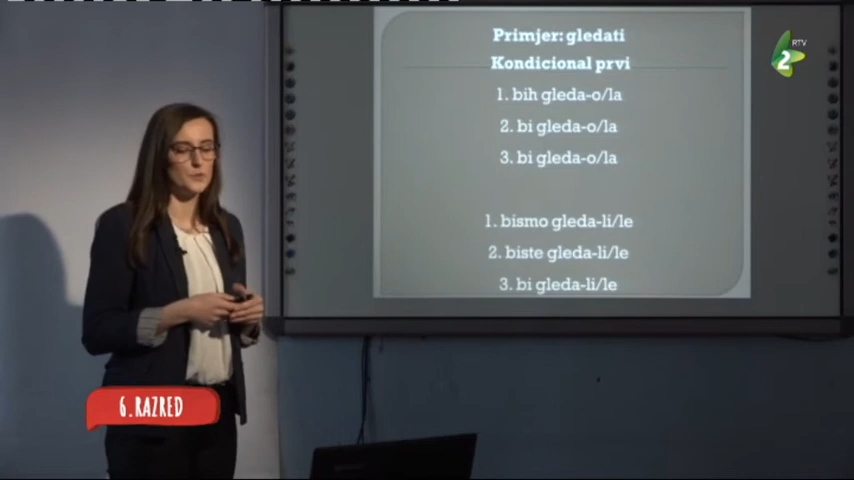 Primjer: gledati
Kondicional prvi
1. bih gleda-o/la
2. bi gleda-o/la
3. bi gleda-o/la
1. bismo gleda-li/le
2. biste gleda-li/le
3. bi gleda-li/le
RTV
2
6.RAZRED